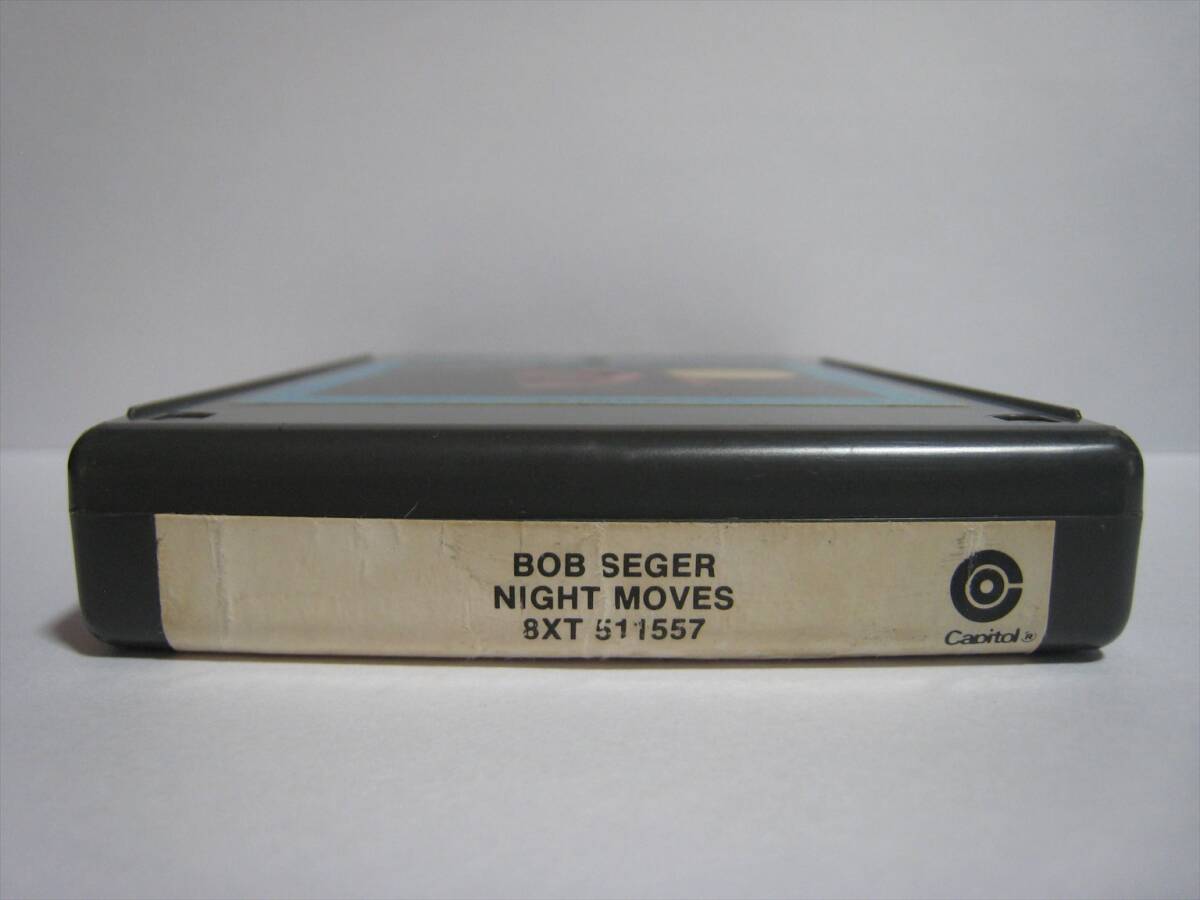 BOB SEGER
NIGHT MOVES
8XT 511557
Capitol®